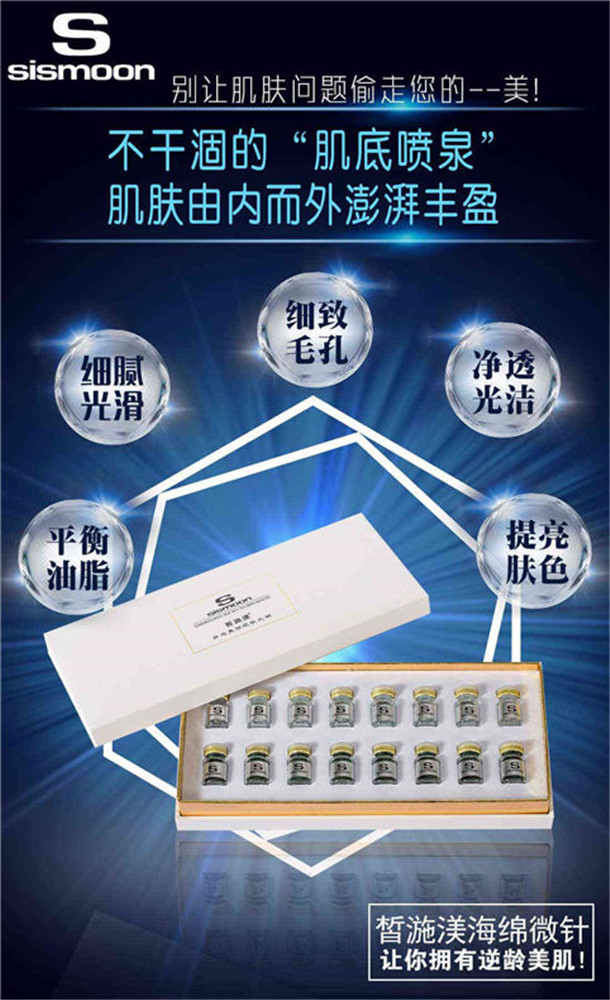 S
sismoon
别让肌肤问题偷走您的--美!
不干涸的“肌底喷泉”
肌肤由内而外澎湃丰盈
细致
毛孔
细腻
光滑
净透
光洁
平衡
油脂
提亮
肤色
S
sismoon
皙施渼
皙湤渼海绵微针
让你拥有逆龄美肌!